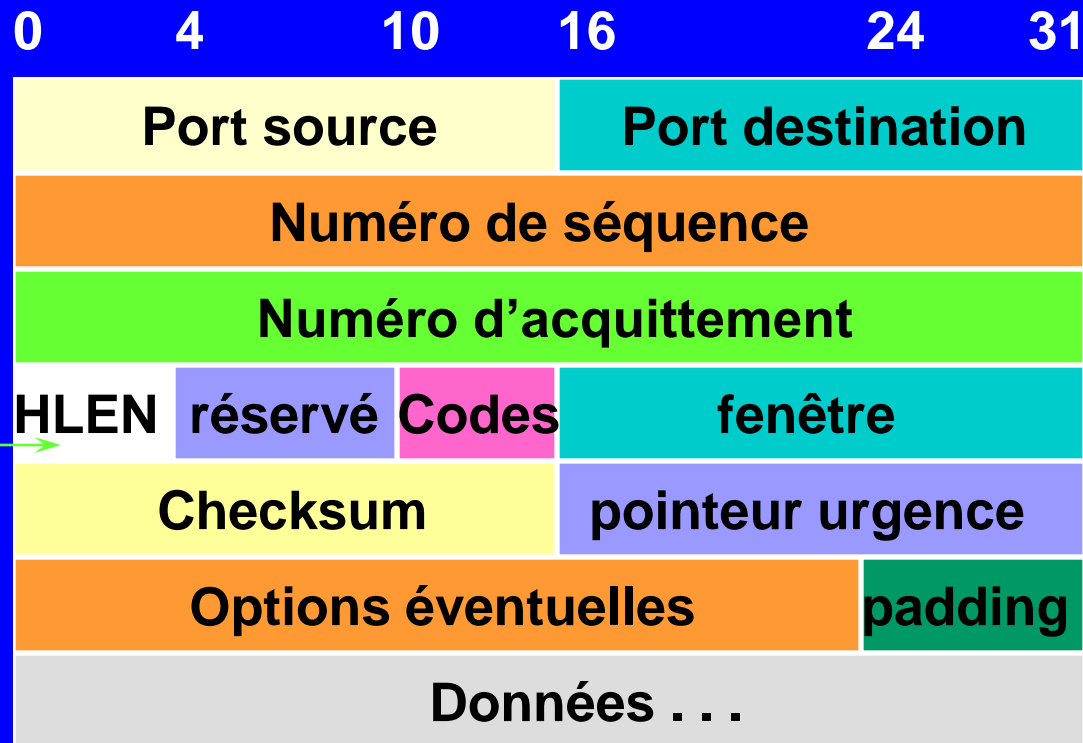 0 4 10 16 24 31
Port source Port destination
Numéro de séquence
Numéro d’acquittement
HLEN réservé Codes fenêtre
Checksum pointeur urgence
Options éventuelles padding
Données . . .